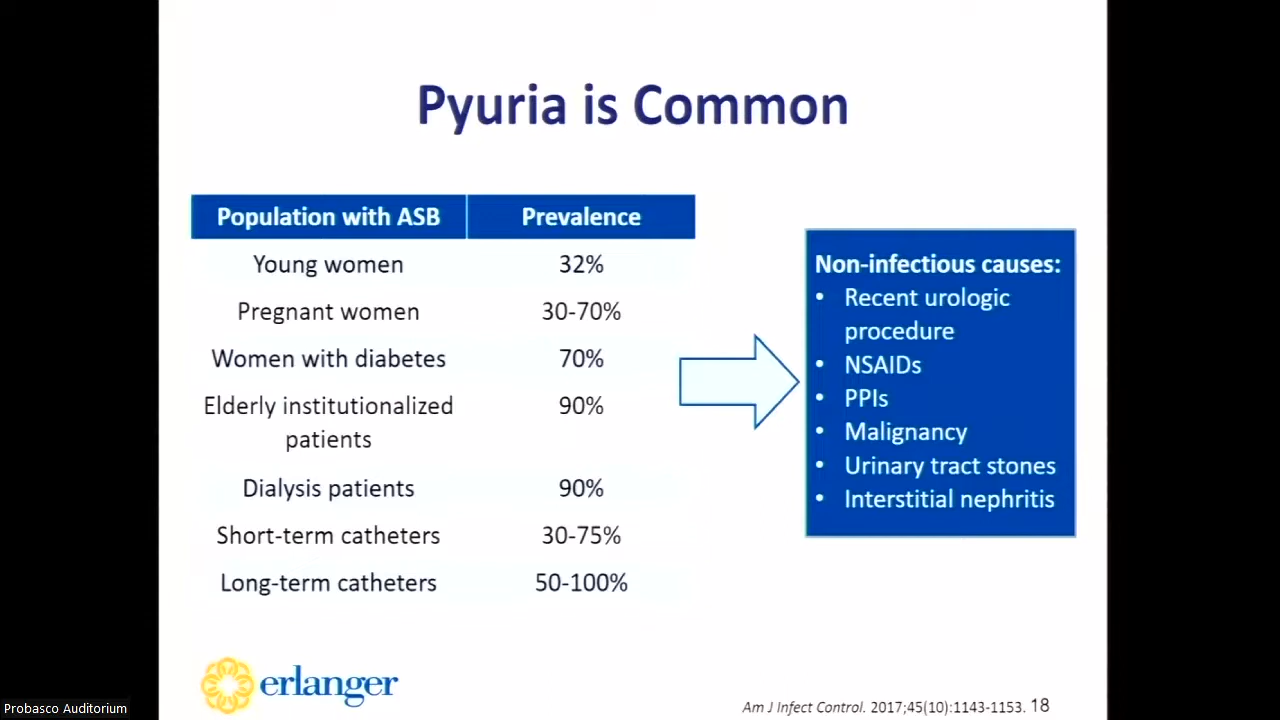 Pyuria is Common
Population with ASB Prevalence
Young women 32%
Pregnant women 30-70%
Women with diabetes 70%
Elderly institutionalized 90%
patients
Dialysis patients 90%
Short-term catheters 30-75%
Long-term catheters 50-100%
Non-infectious causes:
• Recent urologic
procedure
• NSAIDs
• PPIs
• Malignancy
• Urinary tract stones
• Interstitial nephritis
erlanger
Am J Infect Control. 2017;45(10):1143-1153. 18
Probasco Auditorium